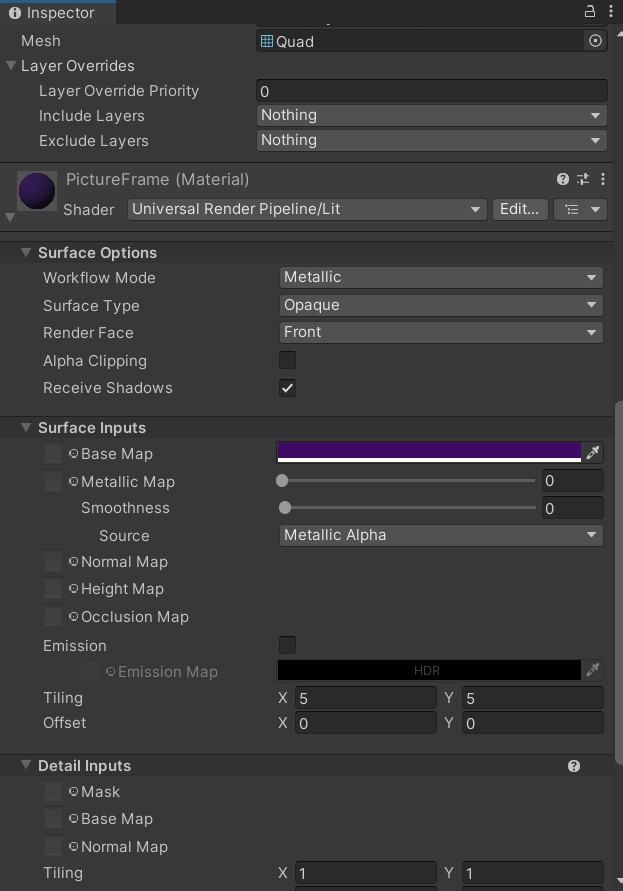 Inspector
Mesh Quad
Layer Overrides
Layer Override Priority 0
Include Layers Nothing
Exclude Layers Nothing
PictureFrame (Material)
Shader Universal Render Pipeline/Lit Edit...
Surface Options
Workflow Mode Metallic
Surface Type Opaque
Render Face Front
Alpha Clipping
Receive Shadows
Surface Inputs
Base Map
Metallic Map 0
Smoothness 0
Source Metallic Alpha
Normal Map
Height Map
Occlusion Map
Emission
Emission Map HDR
Tiling X 5 Y 5
Offset X 0 Y 0
Detail Inputs
Mask
Base Map
Normal Map
Tiling X 1 Y 1